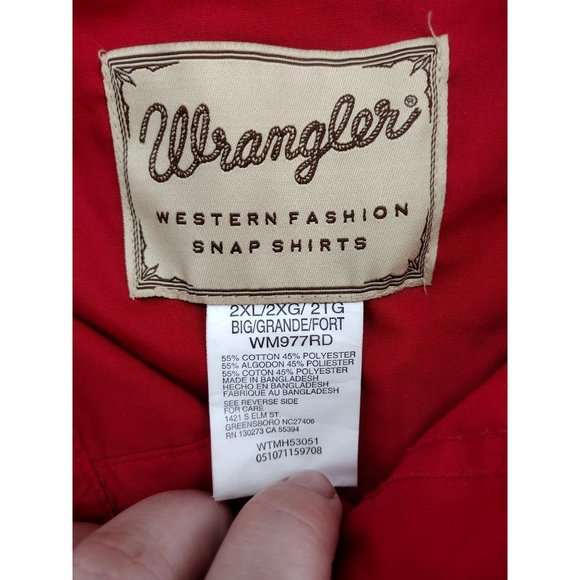 Wrangler®
WESTERN FASHION
SNAP SHIRTS
2XL/2XG/ 2TG
BIG/GRANDE/FORT
WM977RD
55% COTTON 45% POLYESTER
55% ALGODON 45% POLIESTER
55% COTON 45% POLYESTER
MADE IN BANGLADESH
HECHO EN BANGLADESH
FABRIQUE AU BANGLADESH
SEE REVERSE SIDE
FOR CARE
1421 S ELM ST.
GREENSBORO NC27406
RN 130273 CA 55394
WTMH53051
051071159708